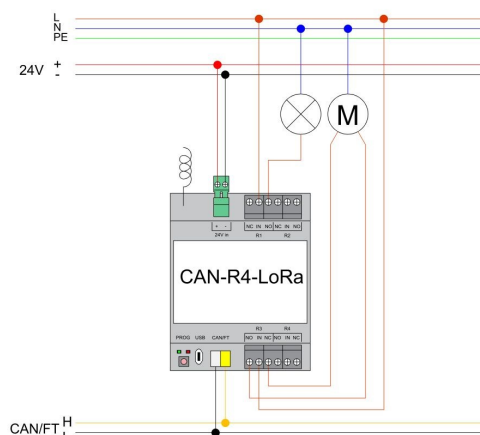 L
N
PE
24V + -
M
+ -
24V in
NC IN NO NC IN NO
R1 R2
CAN-R4-LoRa
R3 R4
PROG USB CAN/FT NO IN NC NO IN NC
CAN/FT H